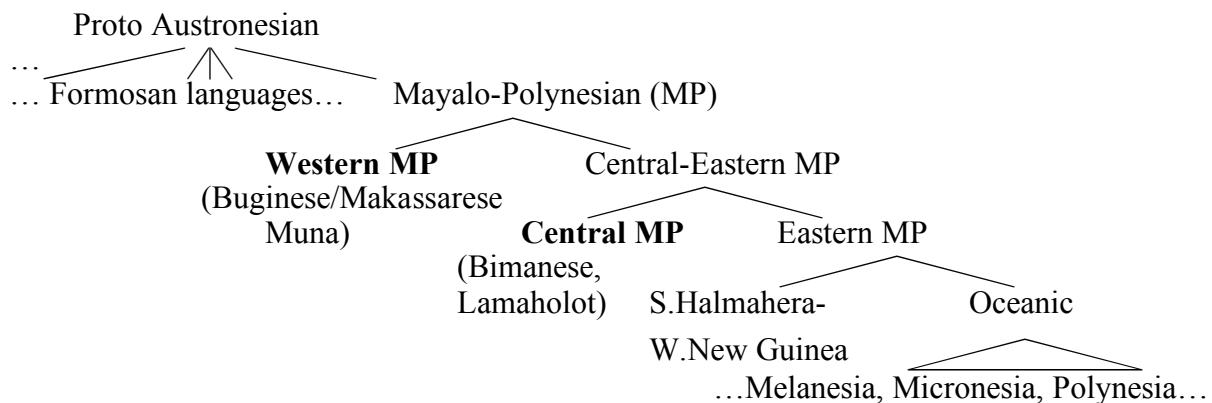 Proto Austronesian
…
… Formosan languages… Mayalo-Polynesian (MP)
Western MP Central-Eastern MP
(Buginese/Makassarese
Muna) Central MP Eastern MP
(Bimanese,
Lamaholot) S.Halmahera- Oceanic
W.New Guinea
…Melanesia, Micronesia, Polynesia…